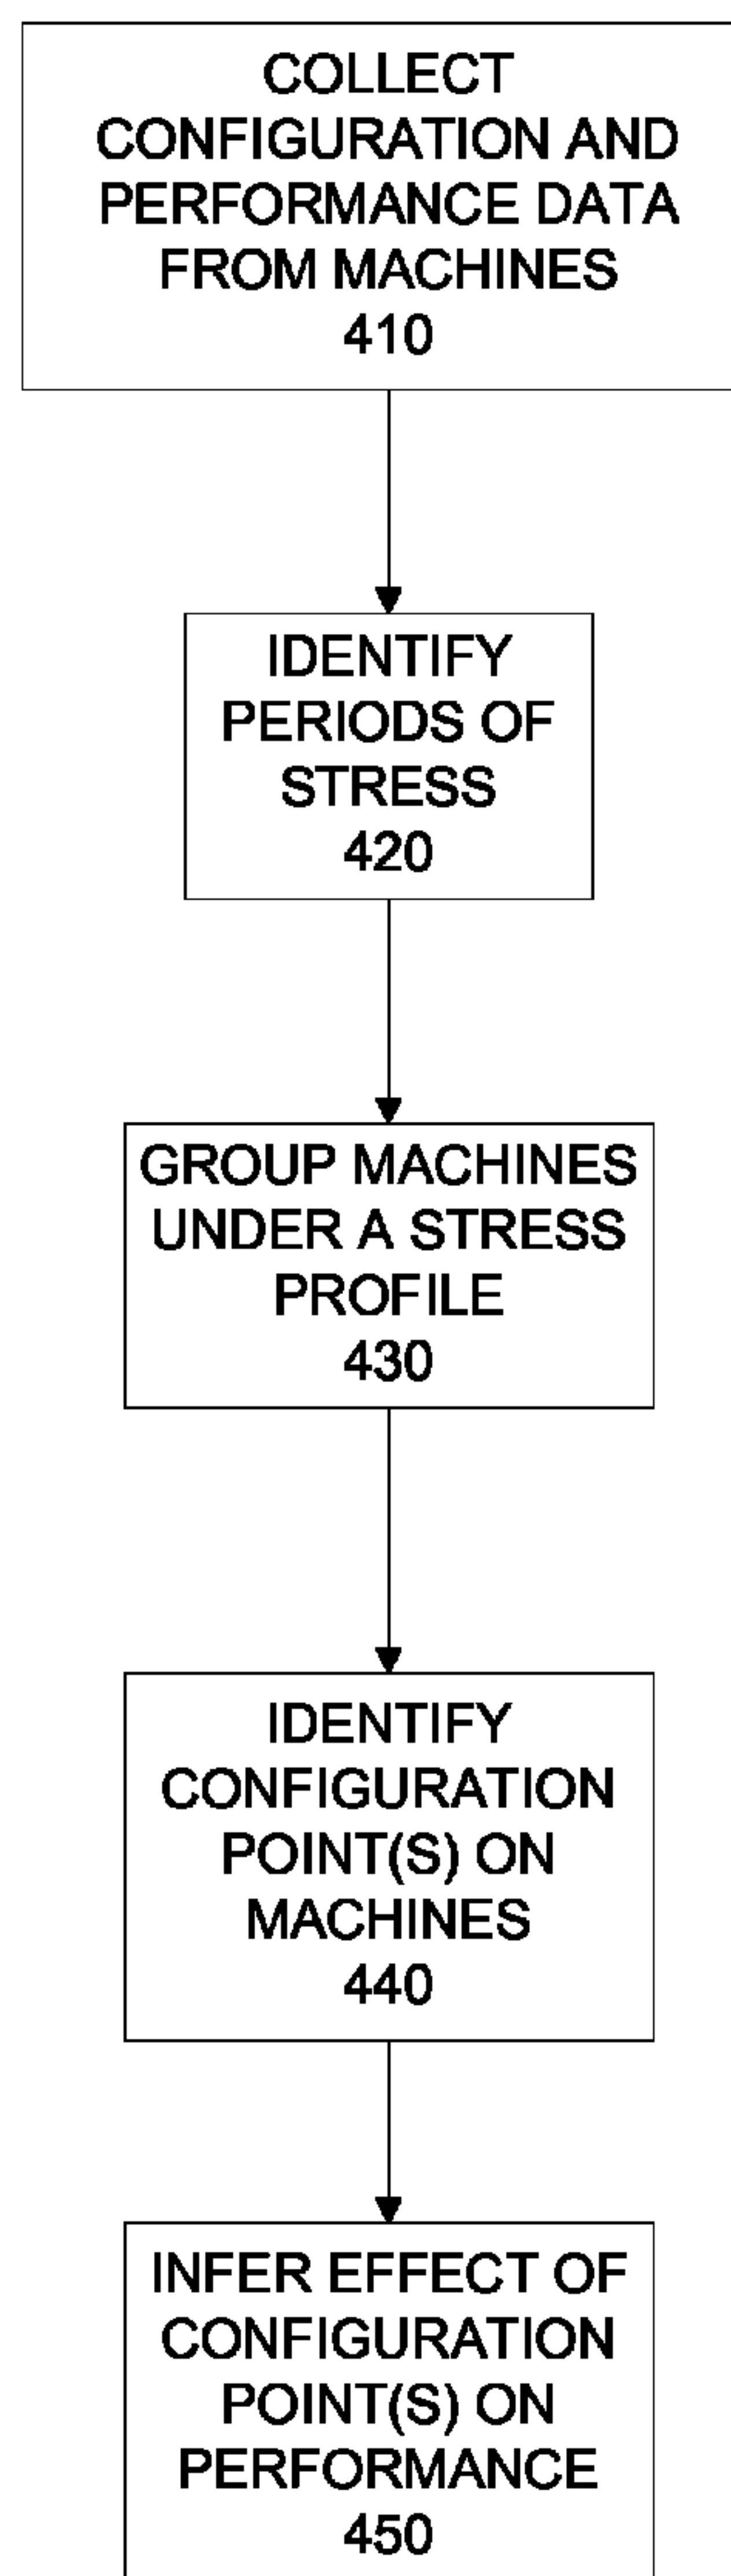 COLLECT
CONFIGURATION AND
PERFORMANCE DATA
FROM MACHINES
410
IDENTIFY
PERIODS OF
STRESS
420
GROUP MACHINES
UNDER A STRESS
PROFILE
430
IDENTIFY
CONFIGURATION
POINT(S) ON
MACHINES
440
INFER EFFECT OF
CONFIGURATION
POINT(S) ON
PERFORMANCE
450